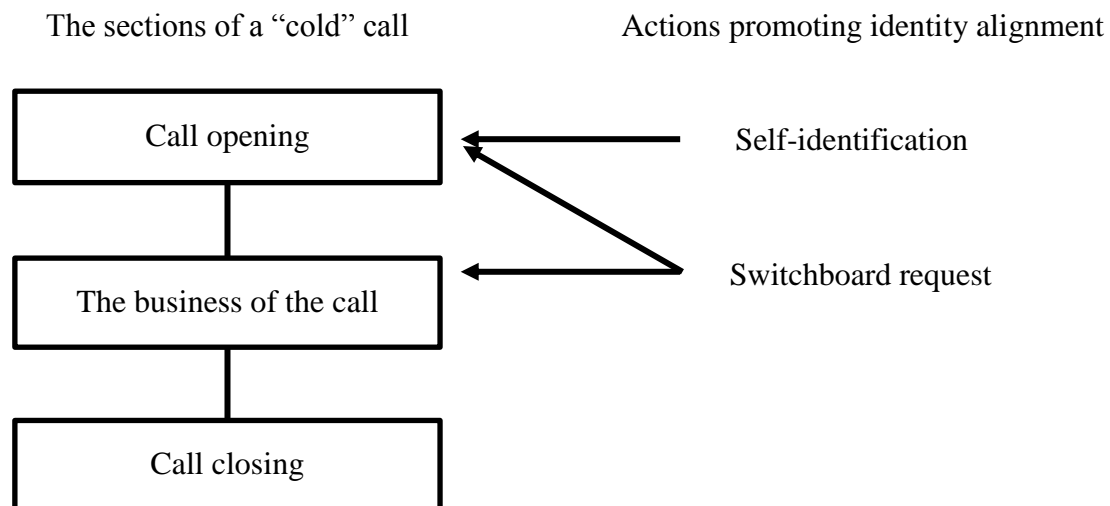 The sections of a “cold” call
Actions promoting identity alignment
Call opening
Self-identification
Switchboard request
The business of the call
Call closing